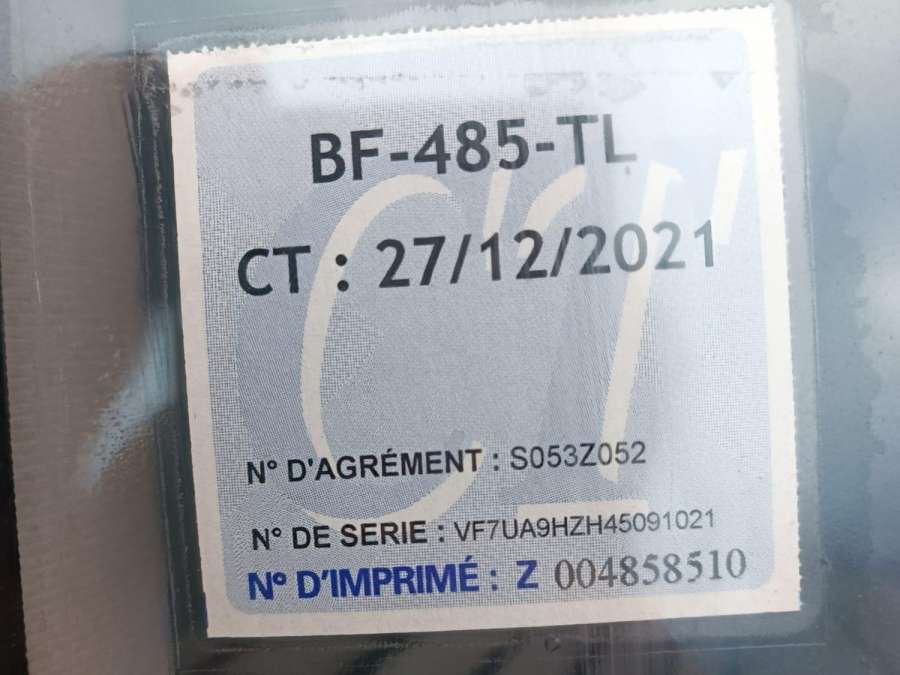 BF-485-TL
CT : 27/12/2021
N° D'AGRÉMENT : S053Z052
N° DE SERIE : VF7UA9HZH45091021
N° D'IMPRIMÉ : Z 004858510